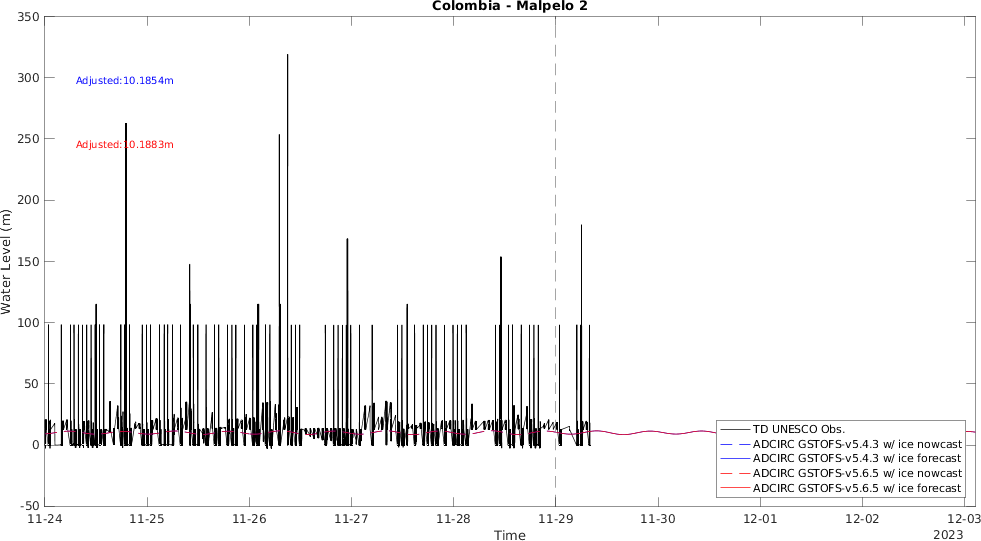 Colombia - Malpelo 2
350
300
250
200
150
100
50
0
-50
Water Level (m)
Adjusted:10.1854m
Adjusted:10.1883m
TD UNESCO Obs.
ADCIRC GSTOFS-v5.4.3 w/ ice nowcast
ADCIRC GSTOFS-v5.4.3 w/ ice forecast
ADCIRC GSTOFS-v5.6.5 w/ ice nowcast
ADCIRC GSTOFS-v5.6.5 w/ ice forecast
11-24 11-25 11-26 11-27 11-28 11-29 11-30 12-01 12-02 12-03
Time
2023